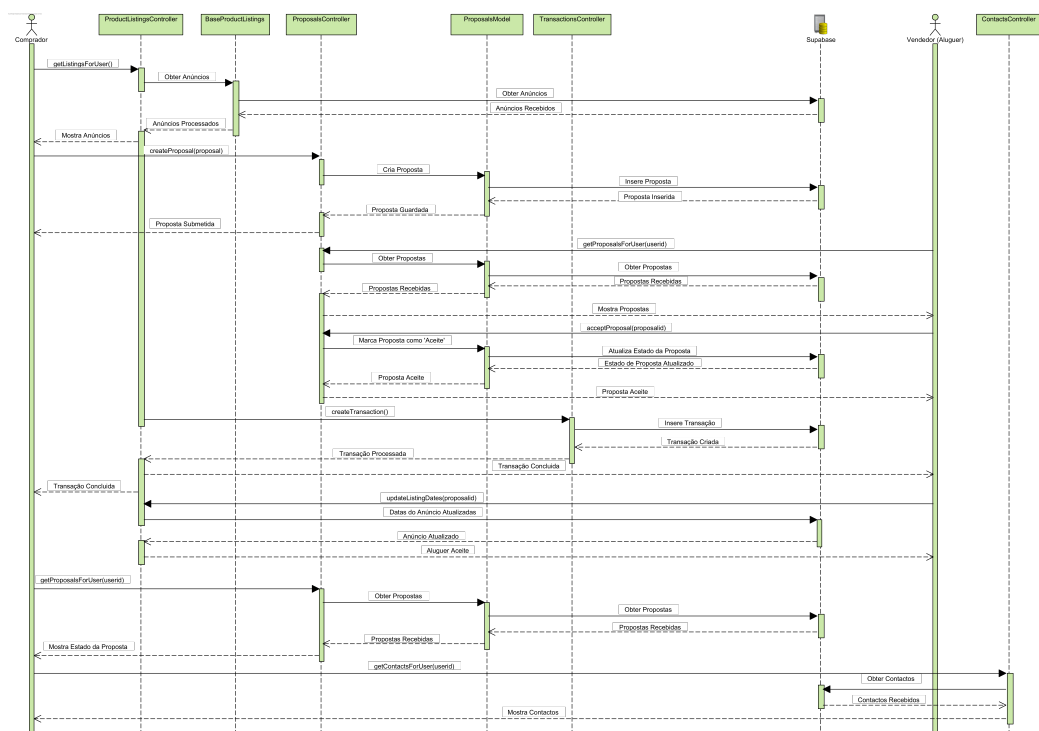 ProductListingsController
BaseProductListings
ProposalsController
ProposalsModel
TransactionsController
ContactsController
Comprador
Supabase
Vendedor (Aluguer)
getListingsForUser()
Obter Anúncios
Obter Anúncios
Anúncios Recebidos
Anúncios Processados
Mostra Anúncios
createProposal(proposal)
Cria Proposta
Insere Proposta
Proposta Inserida
Proposta Guardada
Proposta Submetida
getProposalsForUser(userid)
Obter Propostas
Obter Propostas
Propostas Recebidas
Propostas Recebidas
Mostra Propostas
acceptProposal(proposalid)
Marca Proposta como 'Aceite'
Atualiza Estado da Proposta
Estado de Proposta Atualizado
Proposta Aceite
Proposta Aceite
createTransaction()
Insere Transação
Transação Criada
Transação Processada
Transação Concluida
Transação Concluida
updateListingDates(proposalid)
Datas do Anúncio Atualizadas
Anúncio Atualizado
Aluguer Aceite
getProposalsForUser(userid)
Obter Propostas
Obter Propostas
Propostas Recebidas
Propostas Recebidas
Mostra Estado da Proposta
getContactsForUser(userid)
Obter Contactos
Contactos Recebidos
Mostra Contactos